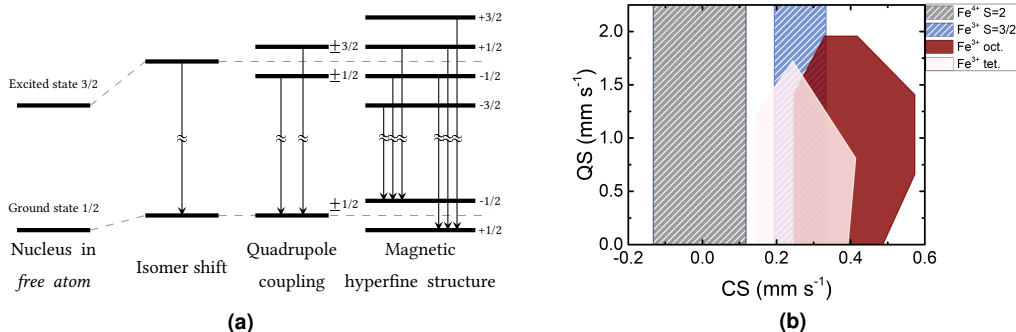 Excited state 3/2
Ground state 1/2
± 3/2
± 1/2
± 1/2
+3/2
+1/2
-1/2
-3/2
-1/2
+1/2
Nucleus in
free atom
Isomer shift
Quadrupole
coupling
Magnetic
hyperfine structure
(a)
QS (mm s⁻¹)
2.0
1.5
1.0
0.5
0.0
-0.2 0.0 0.2 0.4 0.6
CS (mm s⁻¹)
Fe⁴⁺ S=2
Fe³⁺ S=3/2
Fe³⁺ oct.
Fe³⁺ tet.
(b)